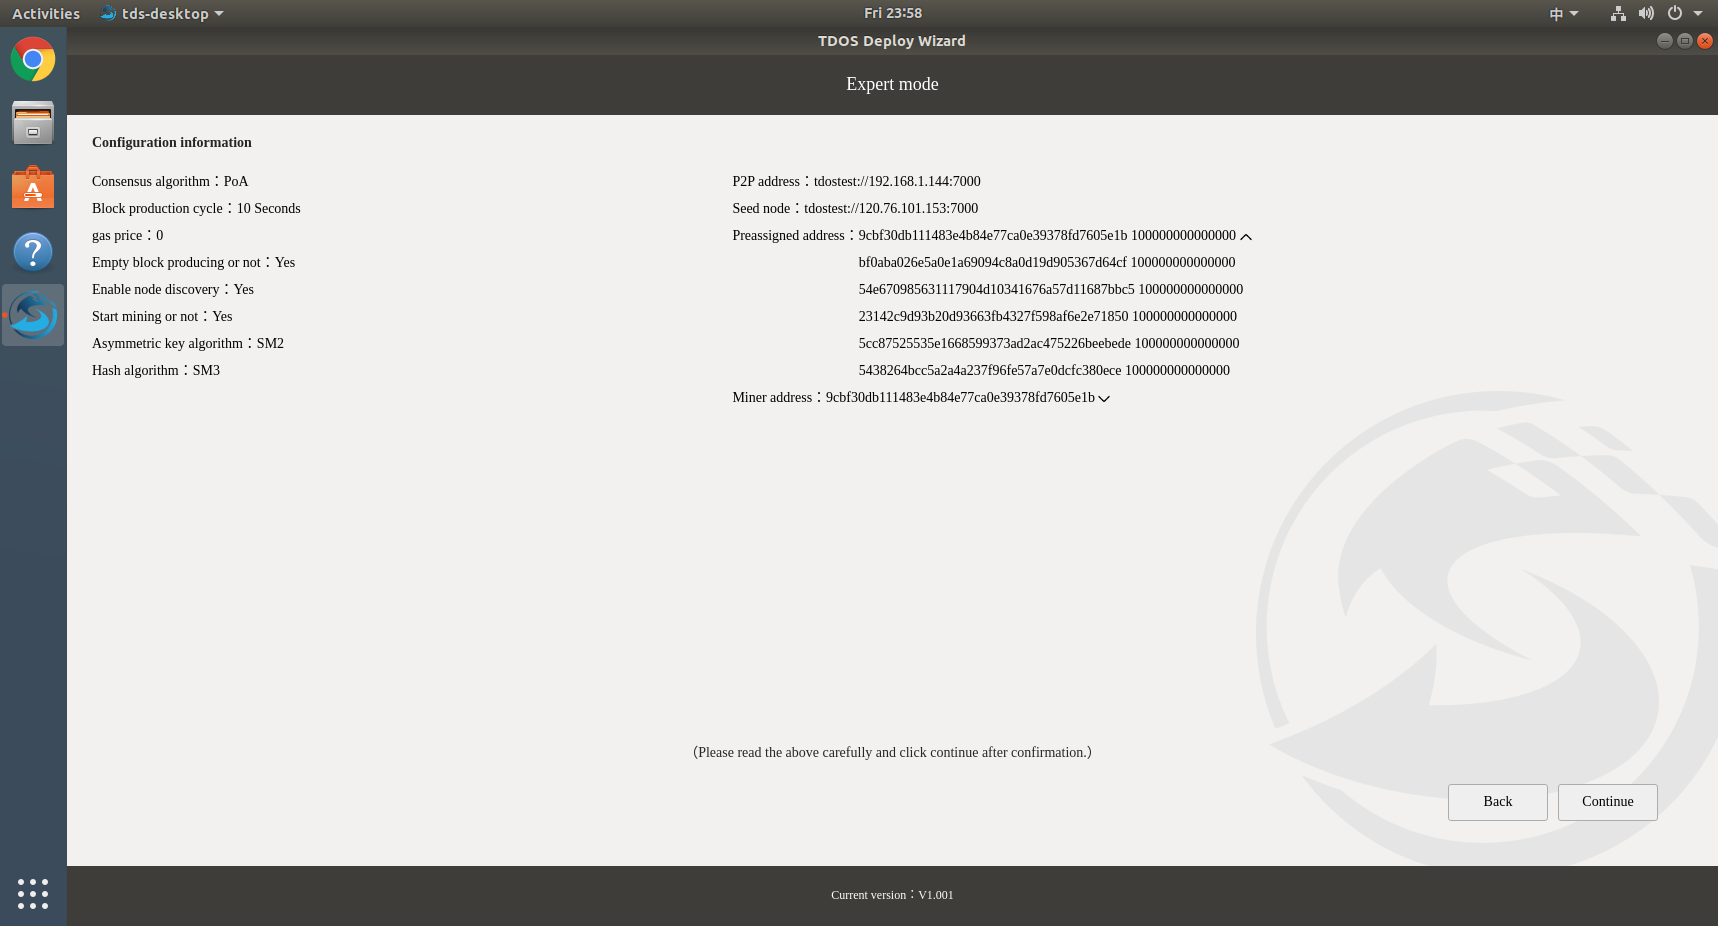 Activities tds-desktop Fri 23:58 中
TDOS Deploy Wizard
Expert mode
Configuration information
Consensus algorithm：PoA
Block production cycle：10 Seconds
gas price：0
Empty block producing or not：Yes
Enable node discovery：Yes
Start mining or not：Yes
Asymmetric key algorithm：SM2
Hash algorithm：SM3
P2P address：tdostest://192.168.1.144:7000
Seed node：tdostest://120.76.101.153:7000
Preassigned address：9cbf30db111483e4b84e77ca0e39378fd7605e1b 100000000000000
bf0aba026e5a0e1a69094c8a0d19d905367d64cf 100000000000000
54e670985631117904d10341676a57d11687bbc5 100000000000000
23142c9d93b20d93663fb4327f598af6e2e71850 100000000000000
5cc87525535e1668599373ad2ac475226beebede 100000000000000
5438264bcc5a2a4a237f96fe57a7e0dcfc380ece 100000000000000
Miner address：9cbf30db111483e4b84e77ca0e39378fd7605e1b
（Please read the above carefully and click continue after confirmation.）
Back
Continue
Current version：V1.001